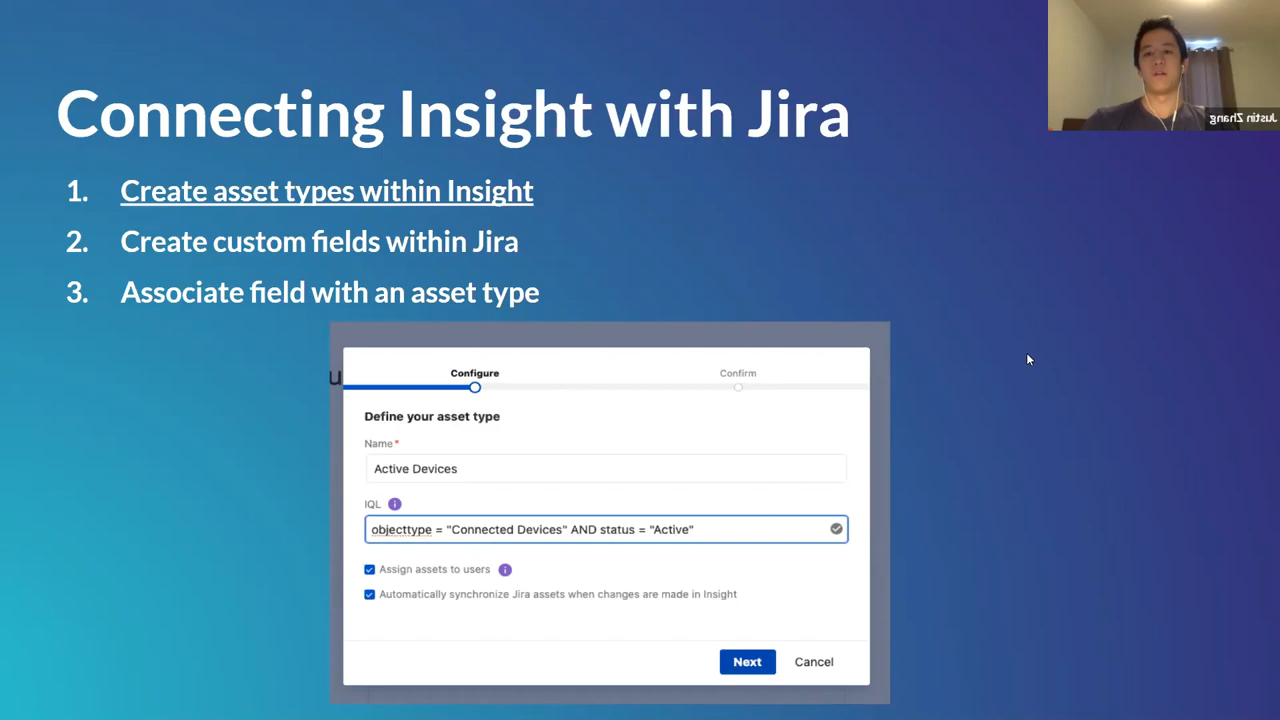 Connecting Insight with Jira
Justin Zhang
1. Create asset types within Insight
2. Create custom fields within Jira
3. Associate field with an asset type
u
Configure
Confirm
Define your asset type
Name*
Active Devices
IQL i
objecttype = "Connected Devices" AND status = "Active"
Assign assets to users i
Automatically synchronize Jira assets when changes are made in Insight
Next Cancel